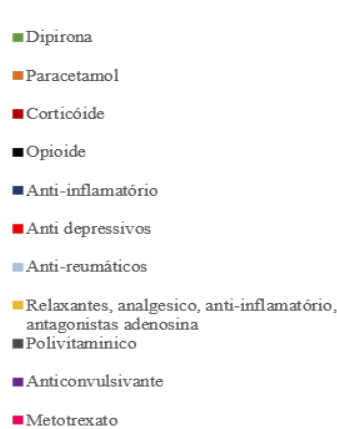 Dipirona
Paracetamol
Corticóide
Opioide
Anti-inflamatório
Anti depressivos
Anti-reumáticos
Relaxantes, analgesico, anti-inflamatório,
antagonistas adenosina
Polivitaminico
Anticonvulsivante
Metotrexato